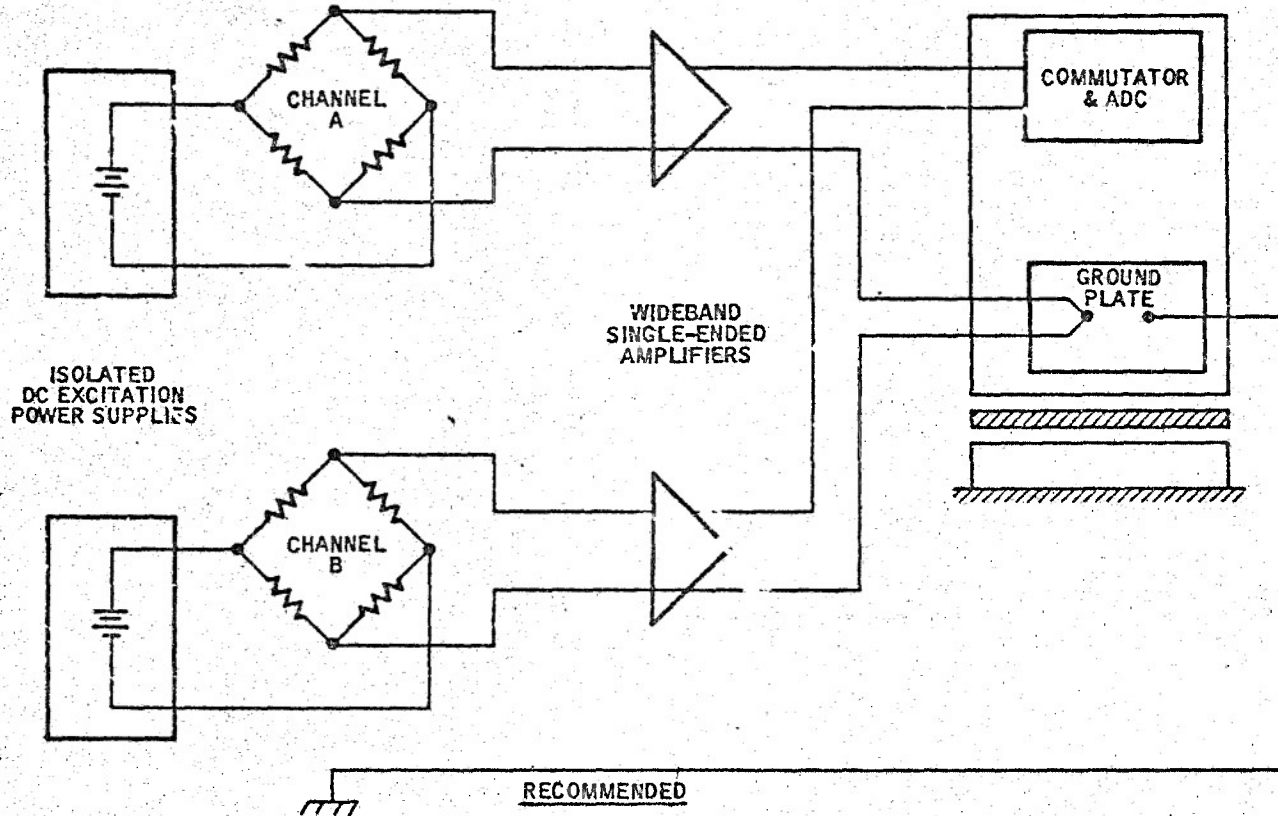 CHANNEL
A
COMMUTATOR
& ADC
GROUND
PLATE
WIDEBAND
SINGLE-ENDED
AMPLIFIERS
ISOLATED
DC EXCITATION
POWER SUPPLIES
CHANNEL
B
RECOMMENDED